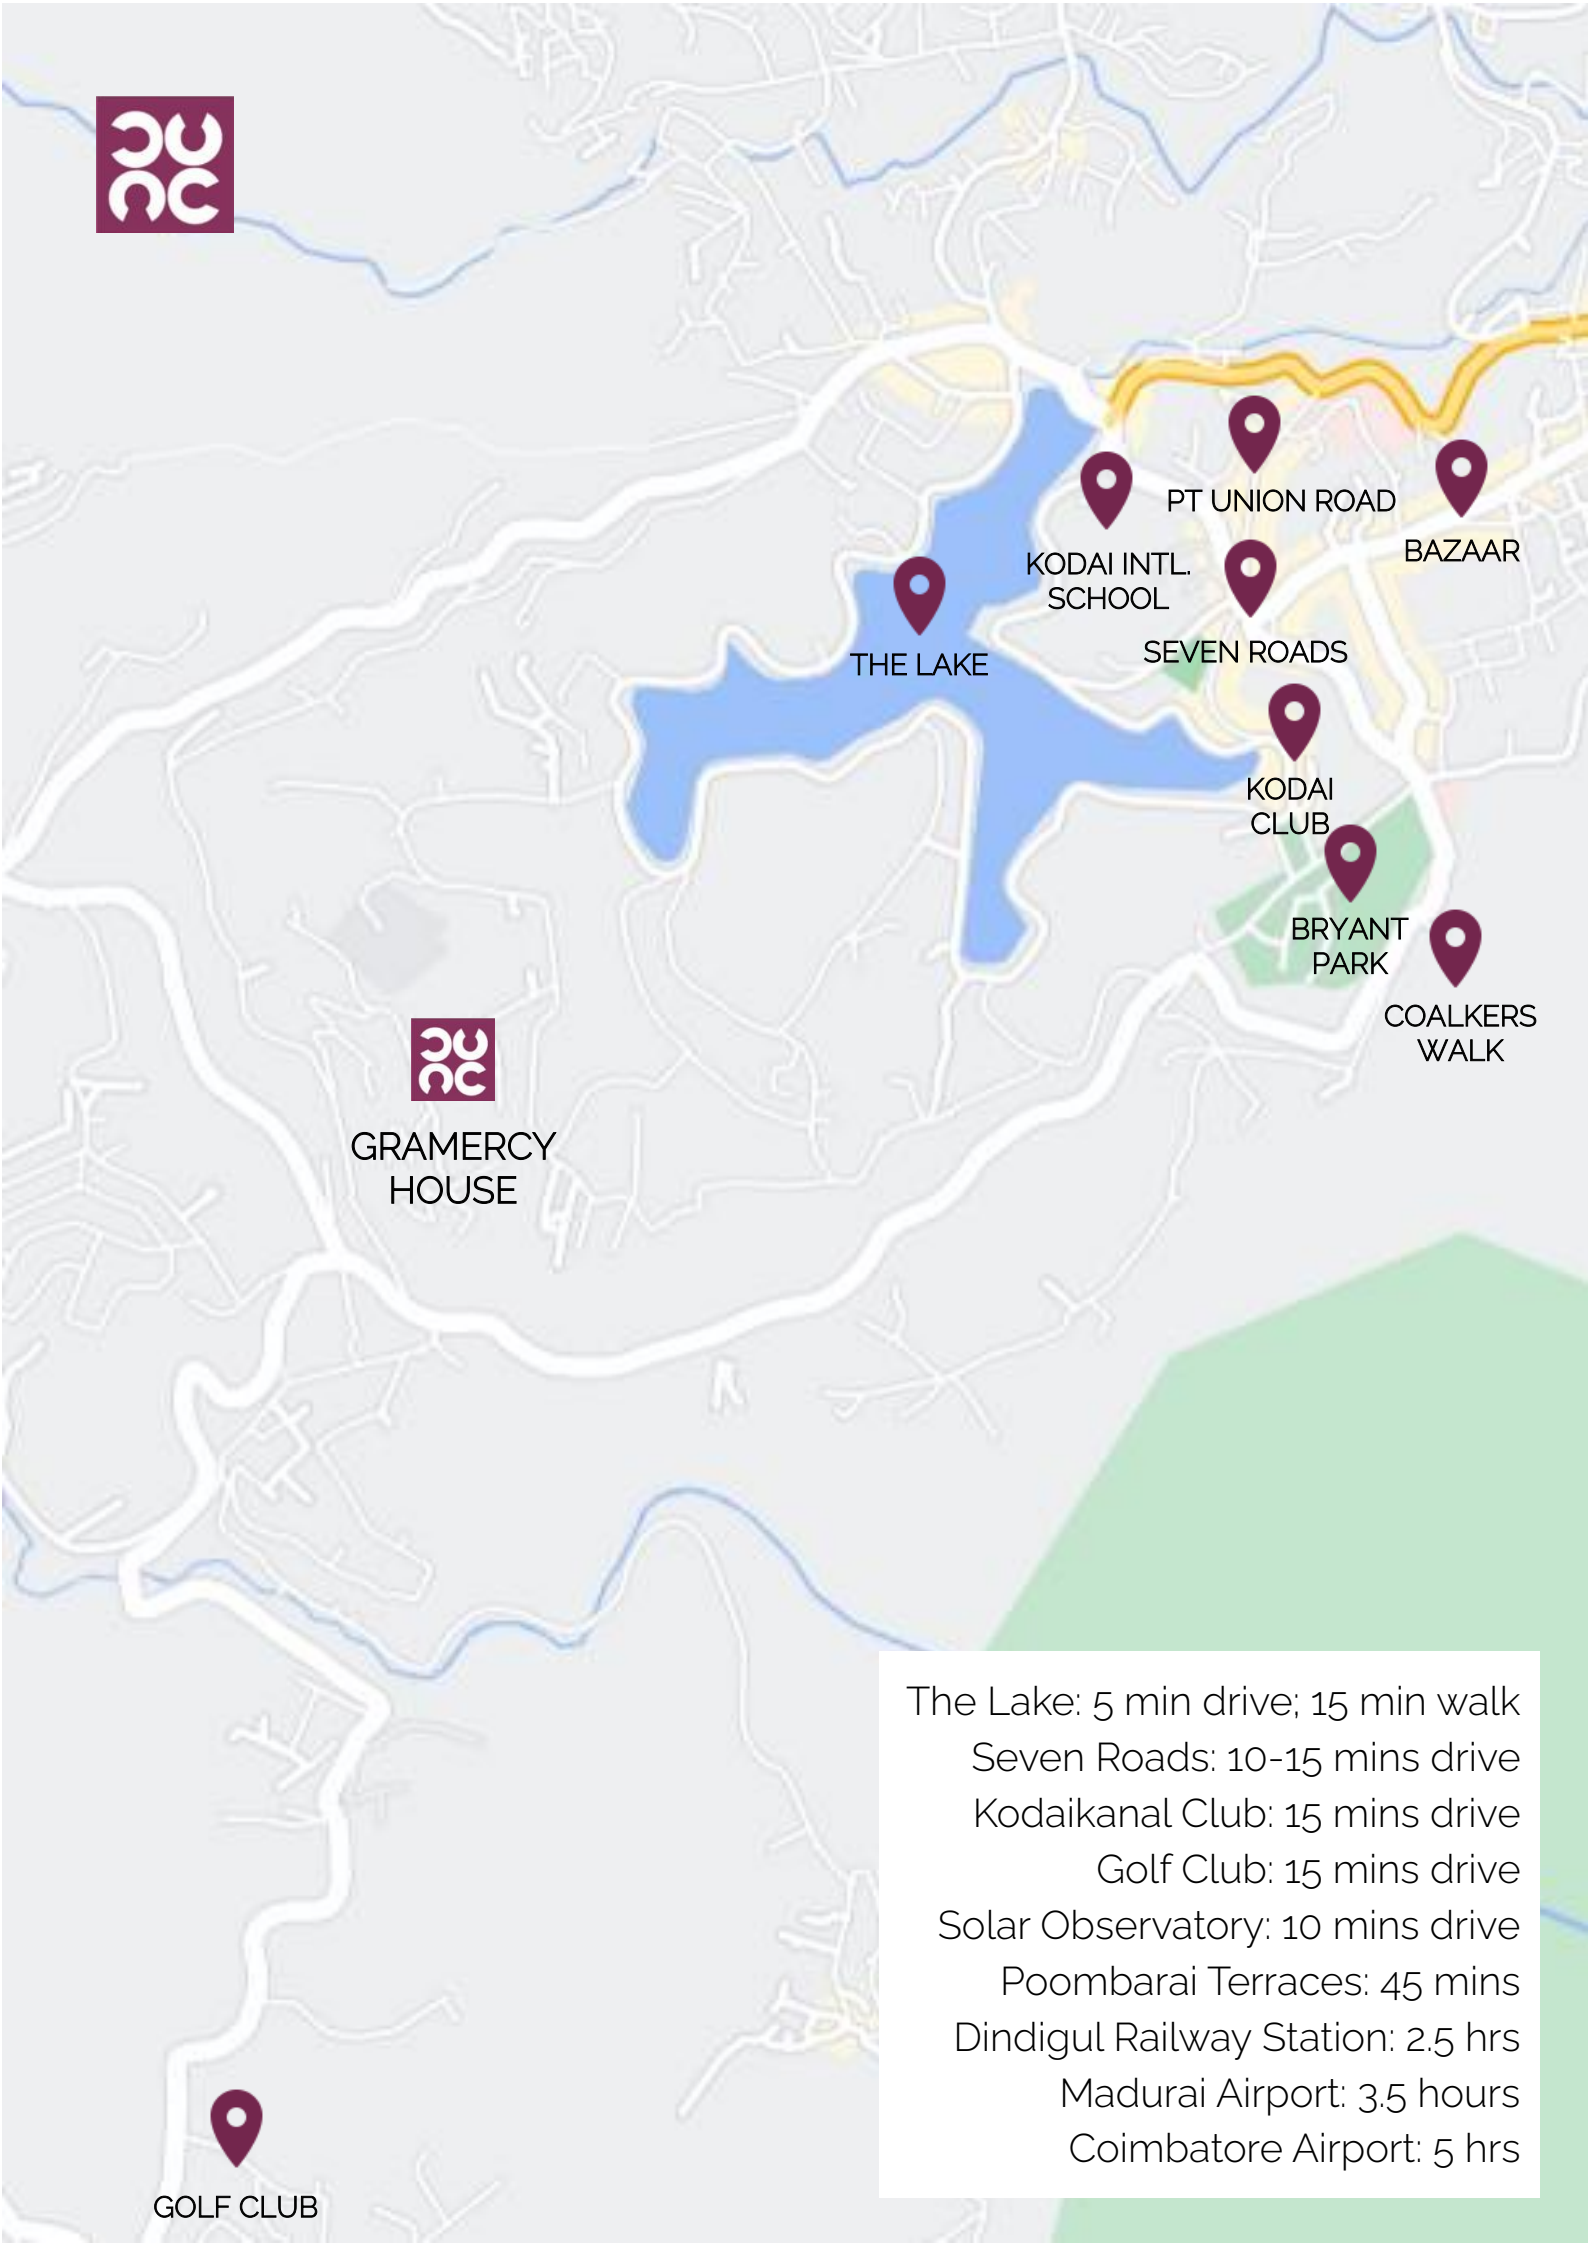 PT UNION ROAD
BAZAAR
KODAI INTL.
SCHOOL
SEVEN ROADS
THE LAKE
KODAI
CLUB
BRYANT
PARK
COALKERS
WALK
GRAMERCY
HOUSE
The Lake: 5 min drive; 15 min walk
Seven Roads: 10-15 mins drive
Kodaikanal Club: 15 mins drive
Golf Club: 15 mins drive
Solar Observatory: 10 mins drive
Poombarai Terraces: 45 mins
Dindigul Railway Station: 2.5 hrs
Madurai Airport: 3.5 hours
Coimbatore Airport: 5 hrs
GOLF CLUB